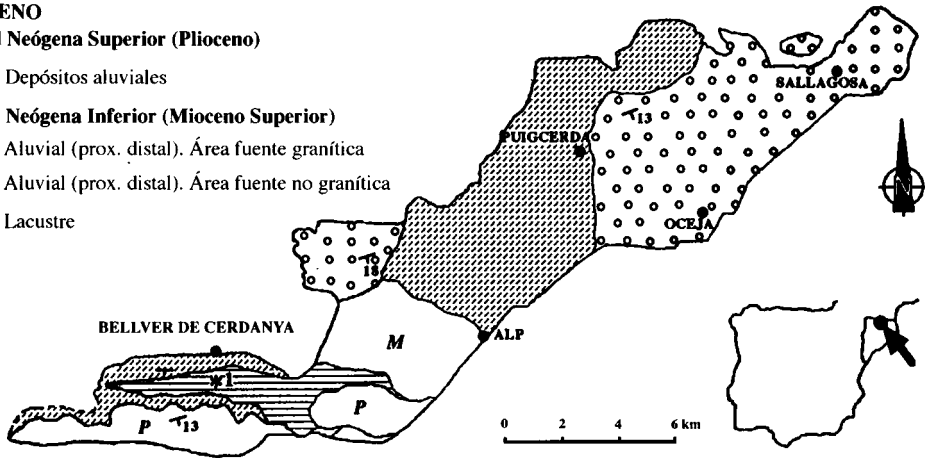 ENO
Neógena Superior (Plioceno)
Depósitos aluviales
Neógena Inferior (Mioceno Superior)
Aluvial (prox. distal). Área fuente granítica
Aluvial (prox. distal). Área fuente no granítica
Lacustre
SALLAGOSA
13
PUIGCERDA
N
OCEJA
18
BELLVER DE CERDANYA
M
ALP
1
P
P
13
0 2 4 6 km